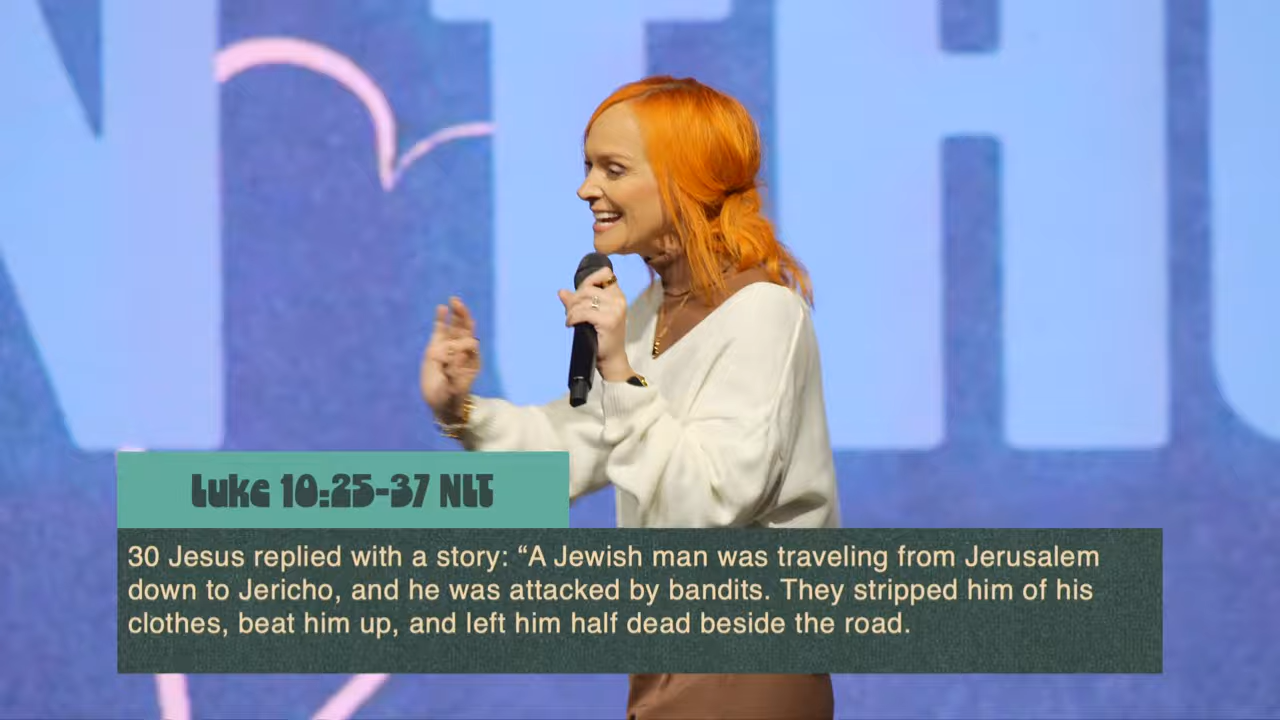 N TH
Luke 10:25-37 NLT
30 Jesus replied with a story: “A Jewish man was traveling from Jerusalem
down to Jericho, and he was attacked by bandits. They stripped him of his
clothes, beat him up, and left him half dead beside the road.